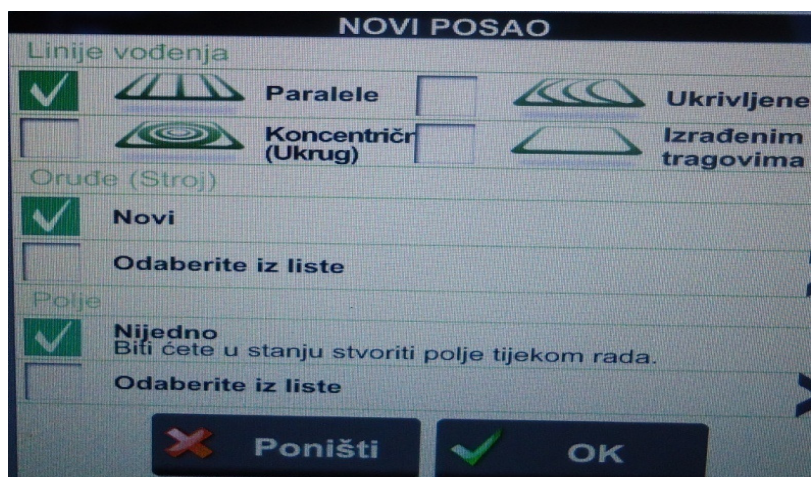 NOVI POSAO
Linije vođenja
Paralele
Ukrivljene
Koncentričr
(Ukrug)
Izrađenim
tragovima
Oruđe (Stroj)
Novi
Odaberite iz liste
Polje
Nijedno
Biti ćete u stanju stvoriti polje tijekom rada.
Odaberite iz liste
Poništi
OK